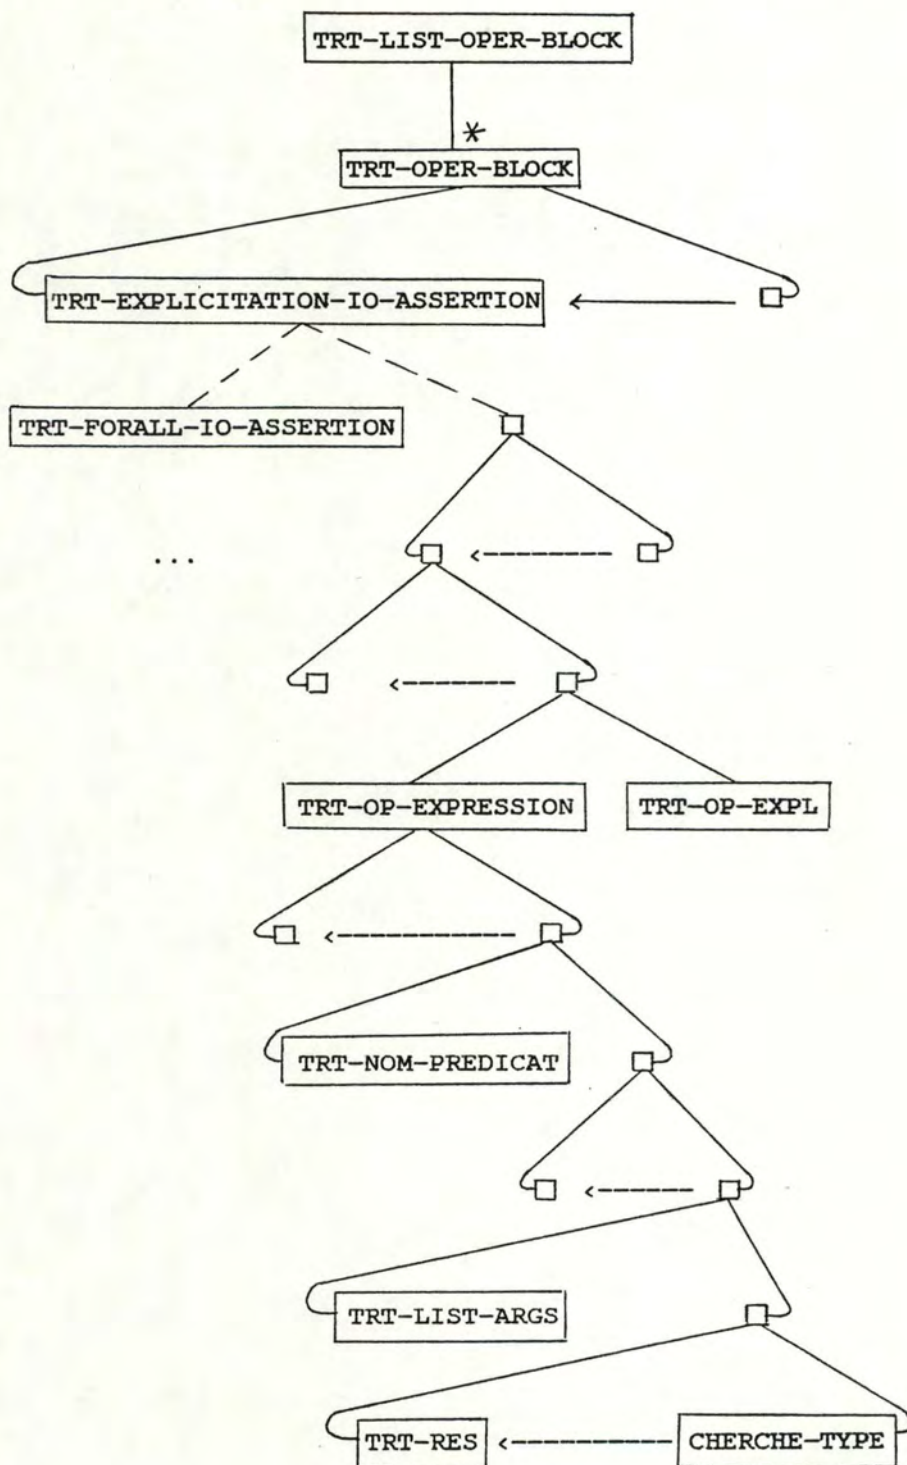 TRT-LIST-OPER-BLOCK
*
TRT-OPER-BLOCK
TRT-EXPLICITATION-IO-ASSERTION
TRT-FORALL-IO-ASSERTION
...
TRT-OP-EXPRESSION TRT-OP-EXPL
TRT-NOM-PREDICAT
TRT-LIST-ARGS
TRT-RES <----------- CHERCHE-TYPE